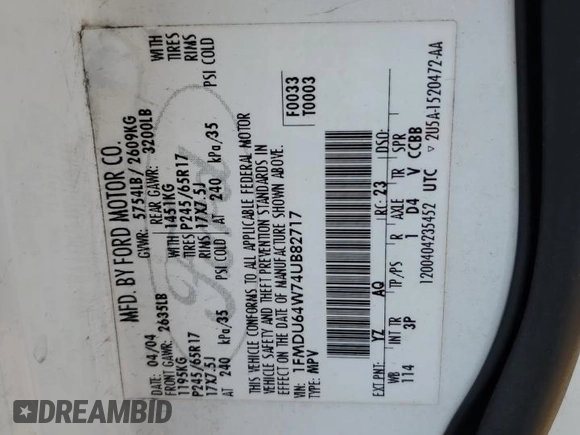 MFD. BY FORD MOTOR CO.
DATE: 04/04 GVWR: 5754LB / 2609KG
FRONT GAWR: 2635LB REAR GAWR: 3200LB
1195KG WITH 1451KG WITH
P245/65R17 TIRES P245/65R17 TIRES
17X7.5J RIMS 17X7.5J RIMS
AT 240 kPa/35 PSI COLD AT 240 kPa/35 PSI COLD
Ford
THIS VEHICLE CONFORMS TO ALL APPLICABLE FEDERAL MOTOR
VEHICLE SAFETY AND THEFT PREVENTION STANDARDS IN
EFFECT ON THE DATE OF MANUFACTURE SHOWN ABOVE.
VIN: 1FMDU64W74UB82717
TYPE: MPV
F0033
T0003
EXT PNT: YZ AQ RC: 23 DSO:
WB INT TR TP/PS R AXLE TR SPR
114 3P 1 D4 V CCBB
1200404235452 UTC ▽ 2U5A-1520472-AA
DREAMBID